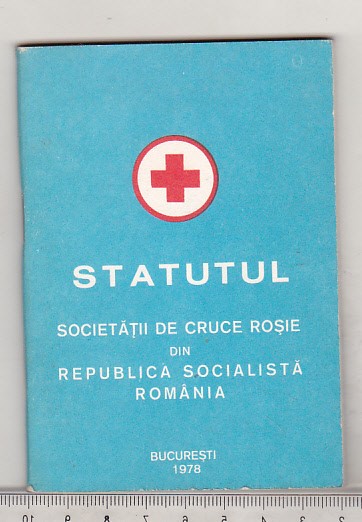 STATUTUL
SOCIETĂȚII DE CRUCE ROȘIE
DIN
REPUBLICA SOCIALISTĂ
ROMÂNIA
BUCUREȘTI
1978